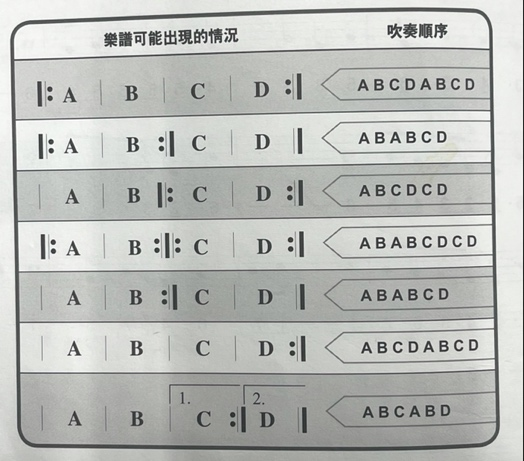 樂譜可能出現的情況 吹奏順序
A B C D ABCDABCD
A B C D ABABCD
A B C D ABCDCD
A B C D ABABCDCD
A B C D ABABCD
A B C D ABCDABCD
1. 2.
A B C D ABCABD